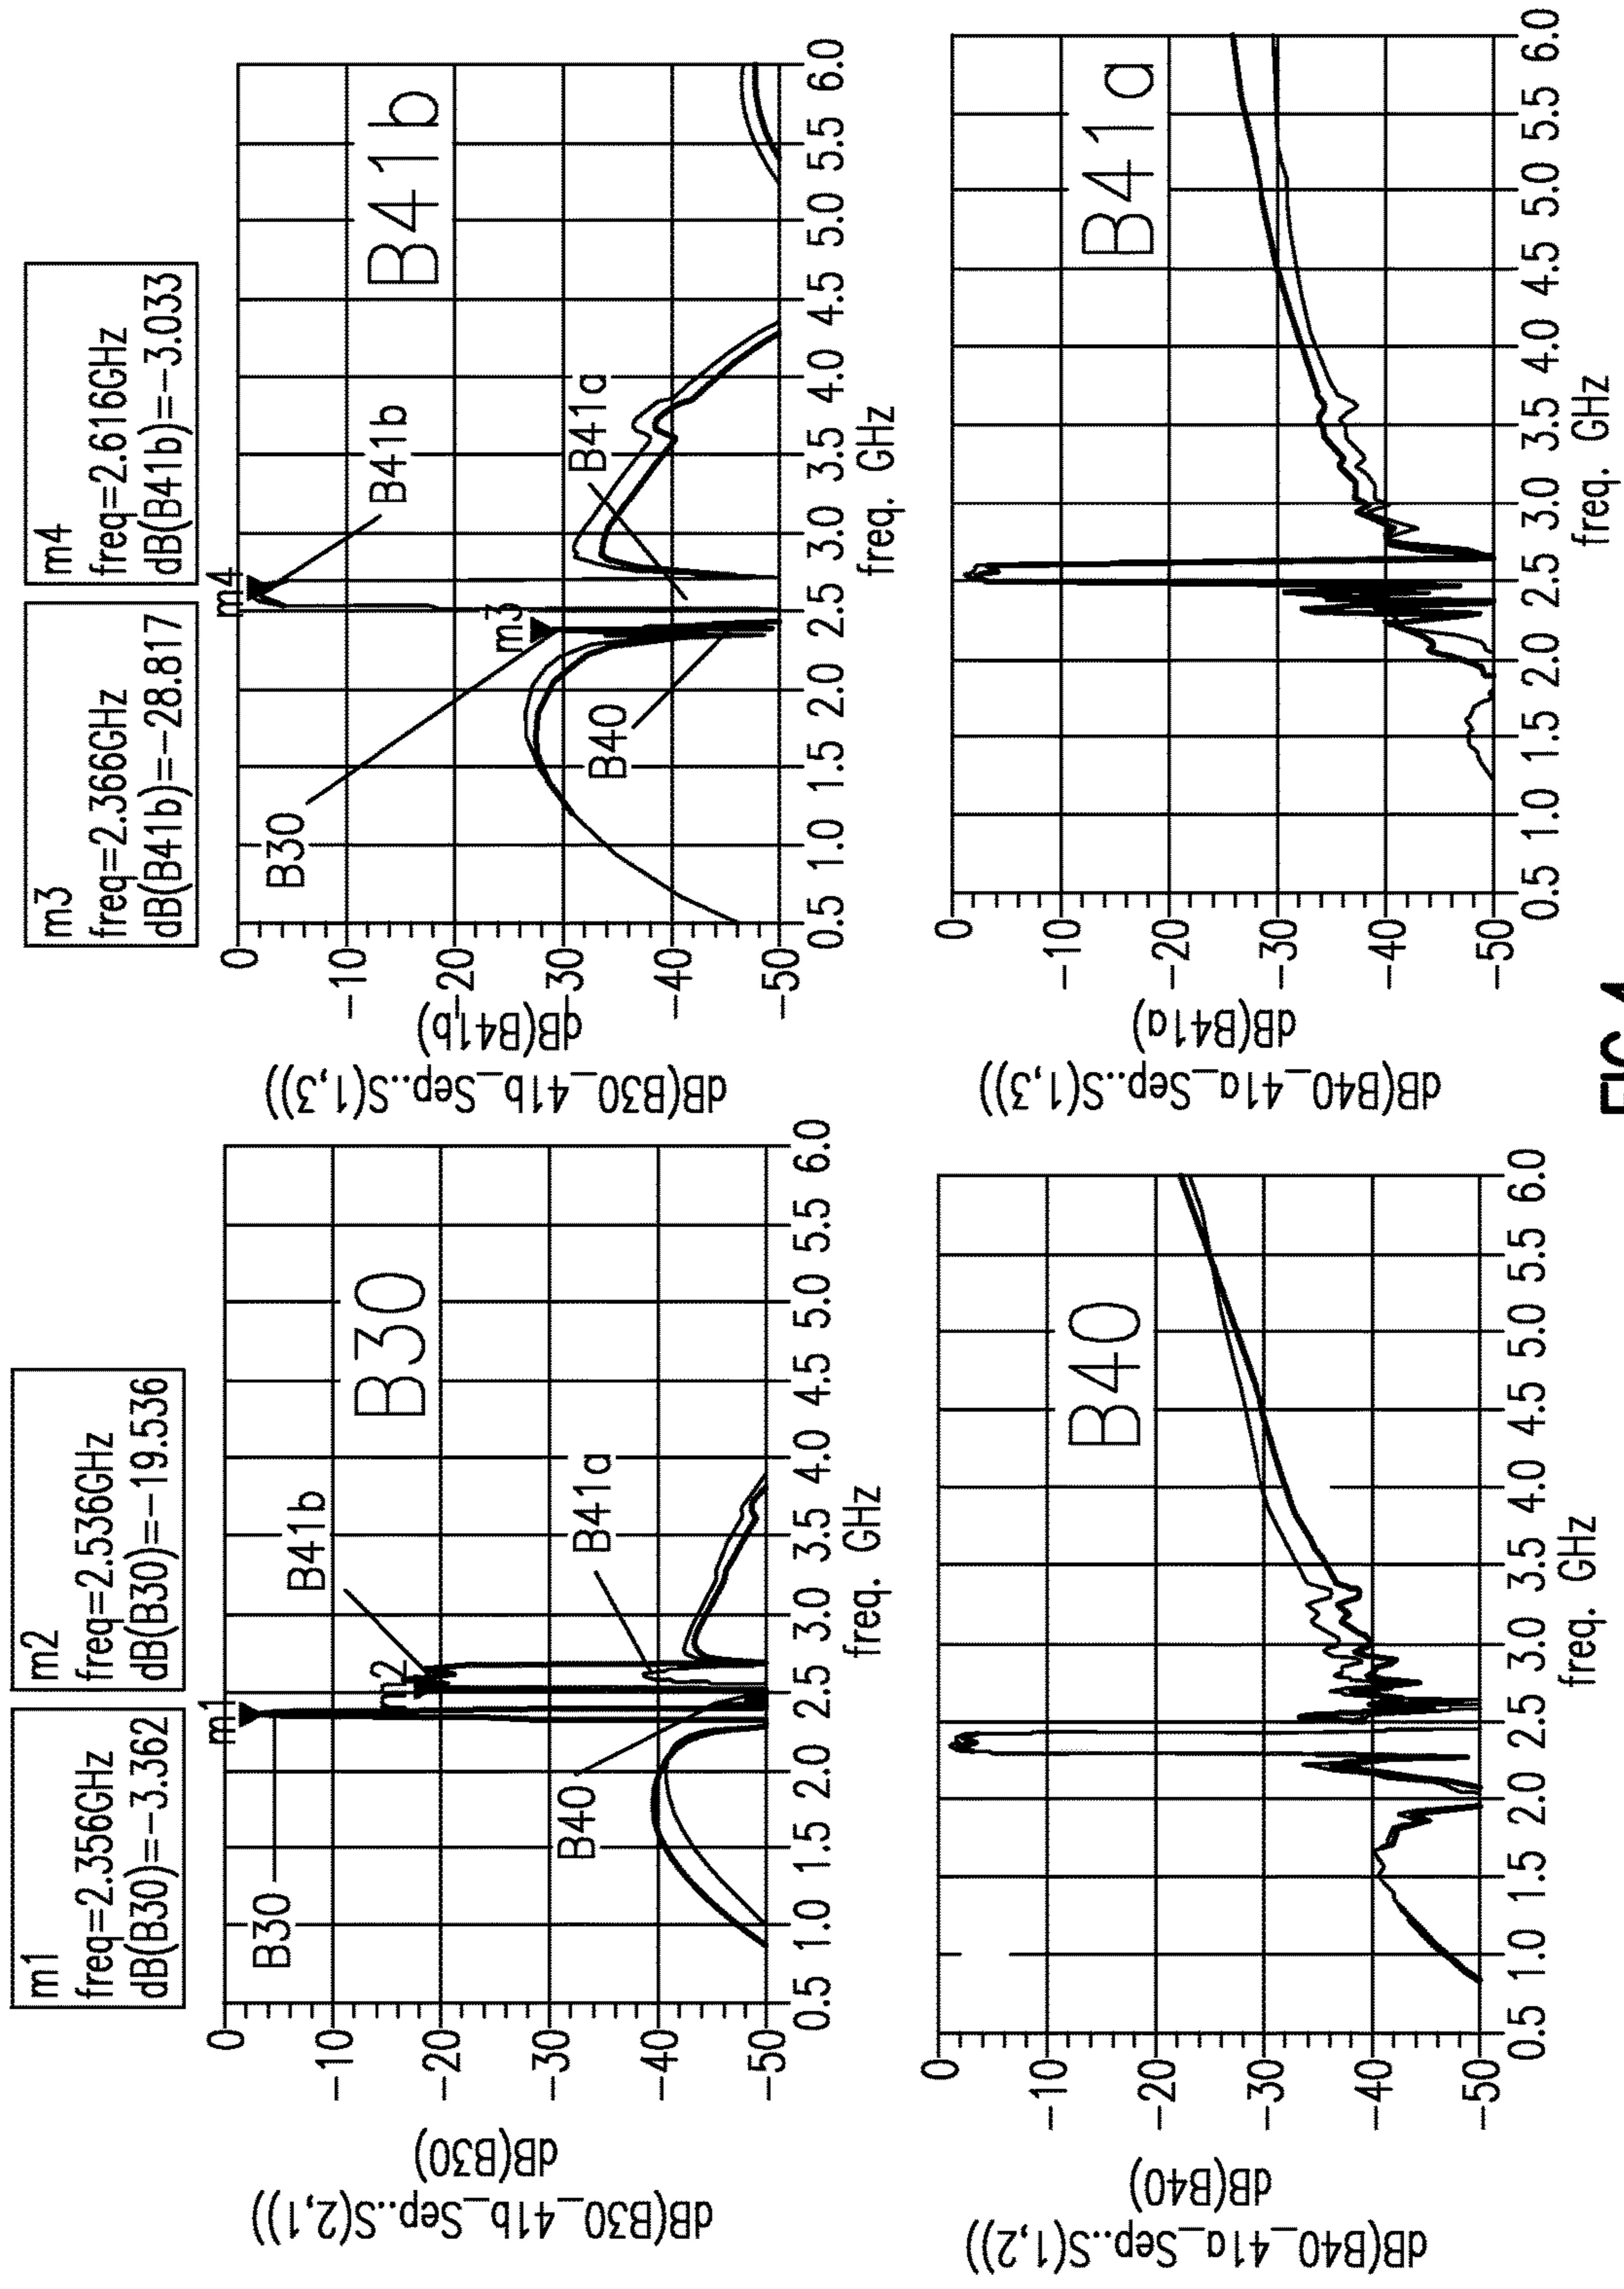 m1
freq=2.356GHz
dB(B30)=-3.362
m2
freq=2.536GHz
dB(B30)=-19.536
m1
m2
B30
B41b
B41a
B40
B30
0
-10
-20
-30
-40
-50
0.5 1.0 1.5 2.0 2.5 3.0 3.5 4.0 4.5 5.0 5.5 6.0
freq. GHz
dB(B30)
dB(B30_41b_Sep..S(2,1))
m3
freq=2.366GHz
dB(B41b)=-28.817
m4
freq=2.616GHz
dB(B41b)=-3.033
m4
m3
B30
B41b
B41a
B40
B41b
0
-10
-20
-30
-40
-50
0.5 1.0 1.5 2.0 2.5 3.0 3.5 4.0 4.5 5.0 5.5 6.0
freq. GHz
dB(B41b)
dB(B30_41b_Sep..S(1,3))
B40
0
-10
-20
-30
-40
-50
0.5 1.0 1.5 2.0 2.5 3.0 3.5 4.0 4.5 5.0 5.5 6.0
freq. GHz
dB(B40)
dB(B40_41a_Sep..S(1,2))
B41a
0
-10
-20
-30
-40
-50
0.5 1.0 1.5 2.0 2.5 3.0 3.5 4.0 4.5 5.0 5.5 6.0
freq. GHz
dB(B41a)
dB(B40_41a_Sep..S(1,3))